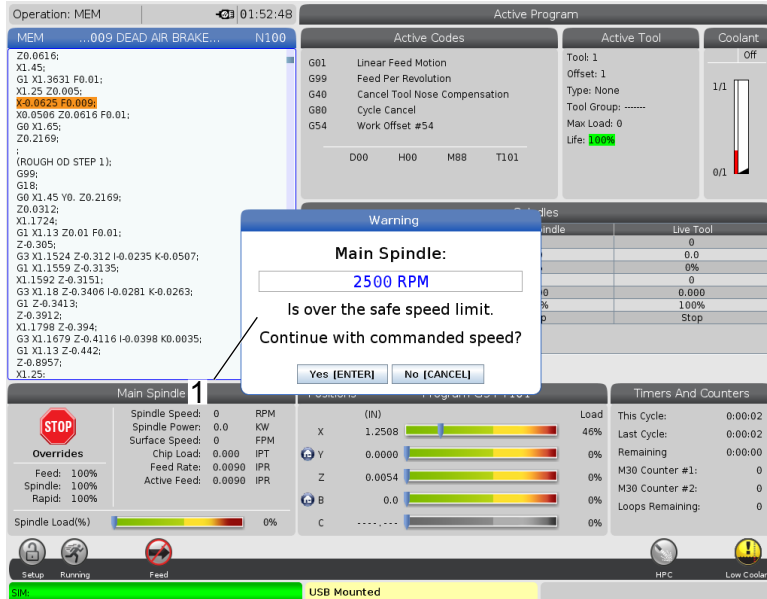 Operation: MEM
01:52:48
MEM ...009 DEAD AIR BRAKE... N100
Z0.0616;
X1.45;
G1 X1.3631 F0.01;
X1.25 Z0.005;
X-0.0625 F0.009;
X0.0506 Z0.0616 F0.01;
G0 X1.65;
Z0.2169;
;
(ROUGH OD STEP 1);
G99;
G18;
G0 X1.45 Y0. Z0.2169;
Z0.0312;
X1.1724;
G1 X1.13 Z0.01 F0.01;
Z-0.305;
G3 X1.1524 Z-0.312 I-0.0235 K-0.0507;
G1 X1.1559 Z-0.3135;
X1.1592 Z-0.3151;
G3 X1.18 Z-0.3406 I-0.0281 K-0.0263;
G1 Z-0.3413;
Z-0.3912;
X1.1798 Z-0.394;
G3 X1.1679 Z-0.4116 I-0.0398 K0.0035;
G1 X1.13 Z-0.442;
Z-0.8957;
X1.25;
Active Program
Active Codes
G01 Linear Feed Motion
G99 Feed Per Revolution
G40 Cancel Tool Nose Compensation
G80 Cycle Cancel
G54 Work Offset #54
D00 H00 M88 T101
Active Tool
Tool: 1
Offset: 1
Type: None
Tool Group: -------
Max Load: 0
Life: 100%
Coolant
Off
1/1
0/1
Live Tool
0
0.0
0%
0
0.000
100%
Stop
Warning
Main Spindle:
2500 RPM
Is over the safe speed limit.
Continue with commanded speed?
Yes [ENTER] No [CANCEL]
1
Main Spindle
STOP
Overrides
Feed: 100%
Spindle: 100%
Rapid: 100%
Spindle Speed: 0 RPM
Spindle Power: 0.0 KW
Surface Speed: 0 FPM
Chip Load: 0.000 IPT
Feed Rate: 0.0090 IPR
Active Feed: 0.0090 IPR
Spindle Load(%) 0%
(IN) Load
X 1.2508 46%
Y 0.0000 0%
Z 0.0054 0%
B 0.0 0%
C ----.--- 0%
Timers And Counters
This Cycle: 0:00:02
Last Cycle: 0:00:02
Remaining 0:00:00
M30 Counter #1: 0
M30 Counter #2: 0
Loops Remaining: 0
Setup Running Feed HPC Low Coolan
SIM:
USB Mounted